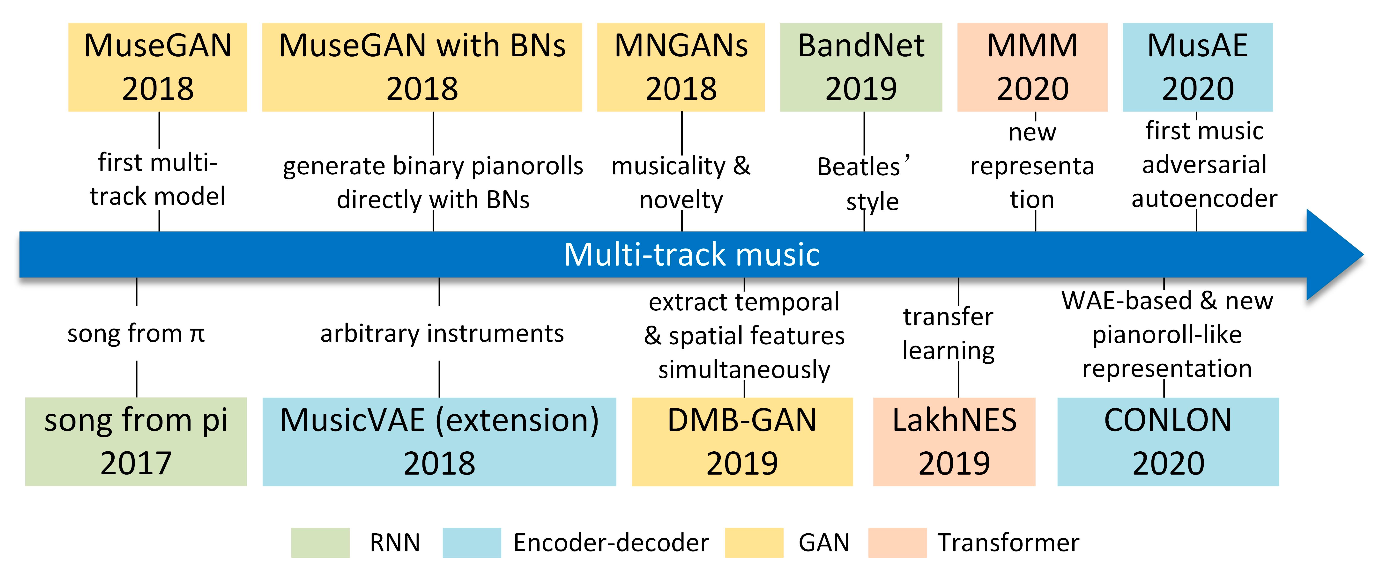 MuseGAN
2018
MuseGAN with BNs
2018
MNGANs
2018
BandNet
2019
MMM
2020
MusAE
2020
first multi-
track model
generate binary pianorolls
directly with BNs
musicality &
novelty
Beatles’
style
new
representa
tion
first music
adversarial
autoencoder
Multi-track music
song from π
arbitrary instruments
extract temporal
& spatial features
simultaneously
transfer
learning
WAE-based & new
pianoroll-like
representation
song from pi
2017
MusicVAE (extension)
2018
DMB-GAN
2019
LakhNES
2019
CONLON
2020
RNN
Encoder-decoder
GAN
Transformer